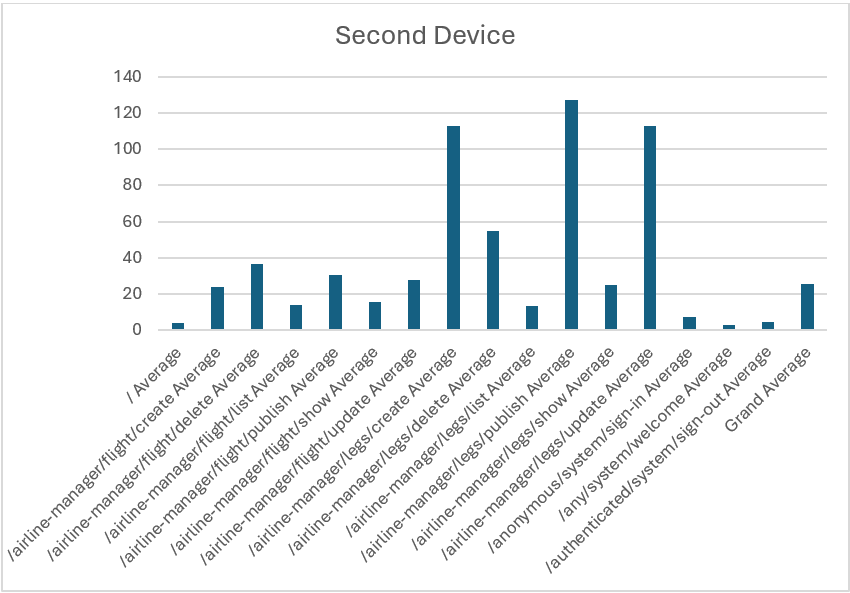 Second Device
140
120
100
80
60
40
20
0
/ Average
/airline-manager/flight/create Average
/airline-manager/flight/delete Average
/airline-manager/flight/list Average
/airline-manager/flight/publish Average
/airline-manager/flight/show Average
/airline-manager/flight/update Average
/airline-manager/legs/create Average
/airline-manager/legs/delete Average
/airline-manager/legs/list Average
/airline-manager/legs/publish Average
/airline-manager/legs/show Average
/airline-manager/legs/update Average
/anonymous/system/sign-in Average
/any/system/welcome Average
/authenticated/system/sign-out Average
Grand Average